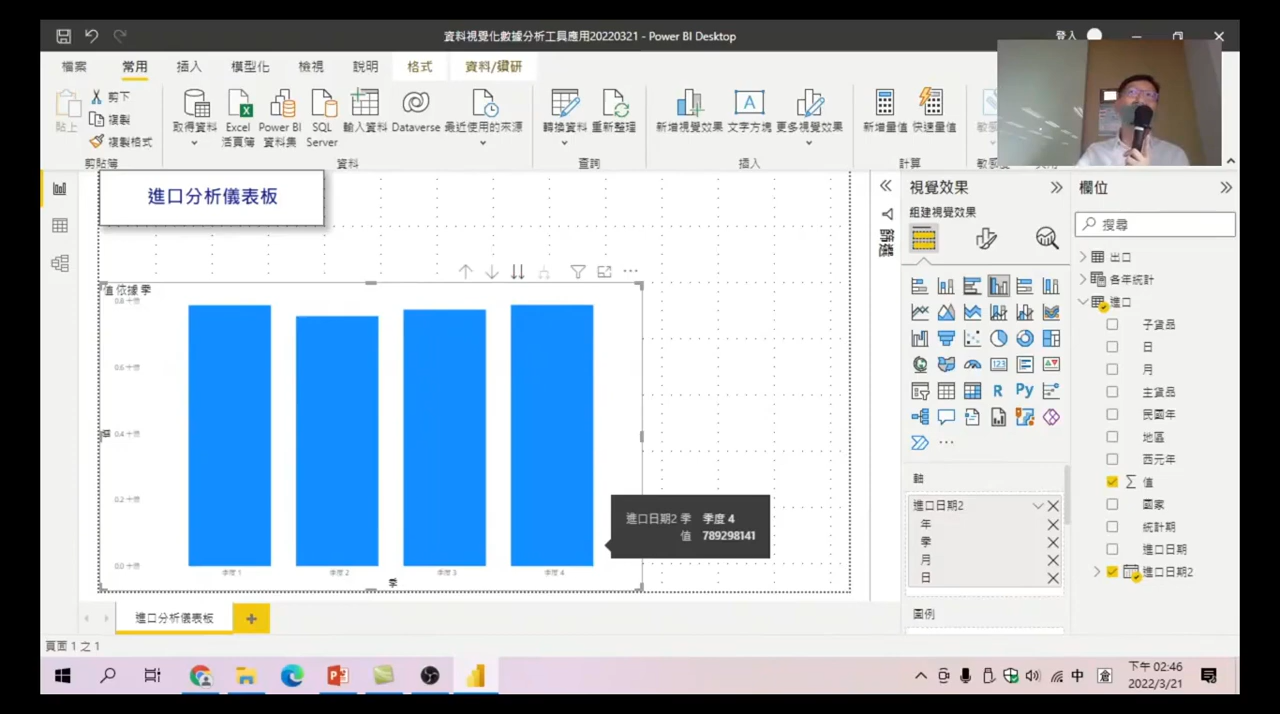 資料視覺化數據分析工具應用20220321 - Power BI Desktop
登入
檔案 常用 插入 模型化 檢視 說明 格式 資料/鑽研
貼上
剪下
複製
複製格式
剪貼簿
取得資料
Excel 活頁簿
Power BI 資料集
SQL Server
輸入資料
Dataverse
最近使用的來源
資料
轉換資料
重新整理
查詢
新增視覺效果
文字方塊
更多視覺效果
插入
新增量值
快速量值
計算
進口分析儀表板
值 依據 季
0.8 十億
0.6 十億
0.4 十億
0.2 十億
0.0 十億
值
季度 1
季度 2
季度 3
季度 4
季
進口日期2 季 季度 4
值 789298141
篩選
視覺效果
組建視覺效果
123
R
Py
軸
進口日期2
年
季
月
日
圖例
欄位
搜尋
出口
各年統計
進口
子貨品
日
月
主貨品
民國年
地區
西元年
值
國家
統計期
進口日期
進口日期2
進口分析儀表板
頁面 1 之 1
中
倉
下午 02:46
2022/3/21